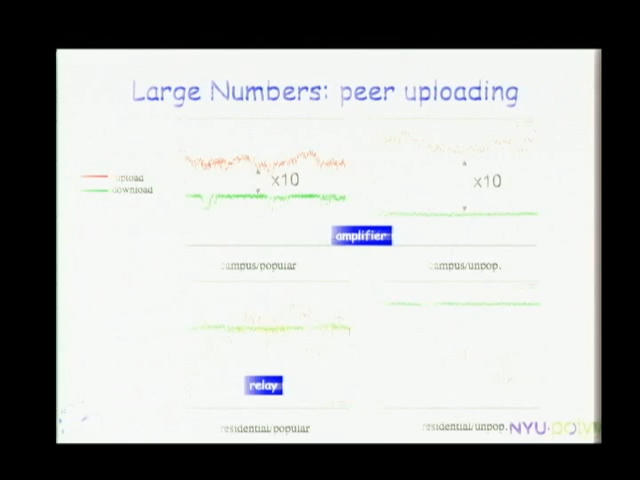 Large Numbers: peer uploading
upload
download
x10
x10
amplifier
campus/popular
campus/unpop.
relay
residential/popular
residential/unpop.
NYU·POLY